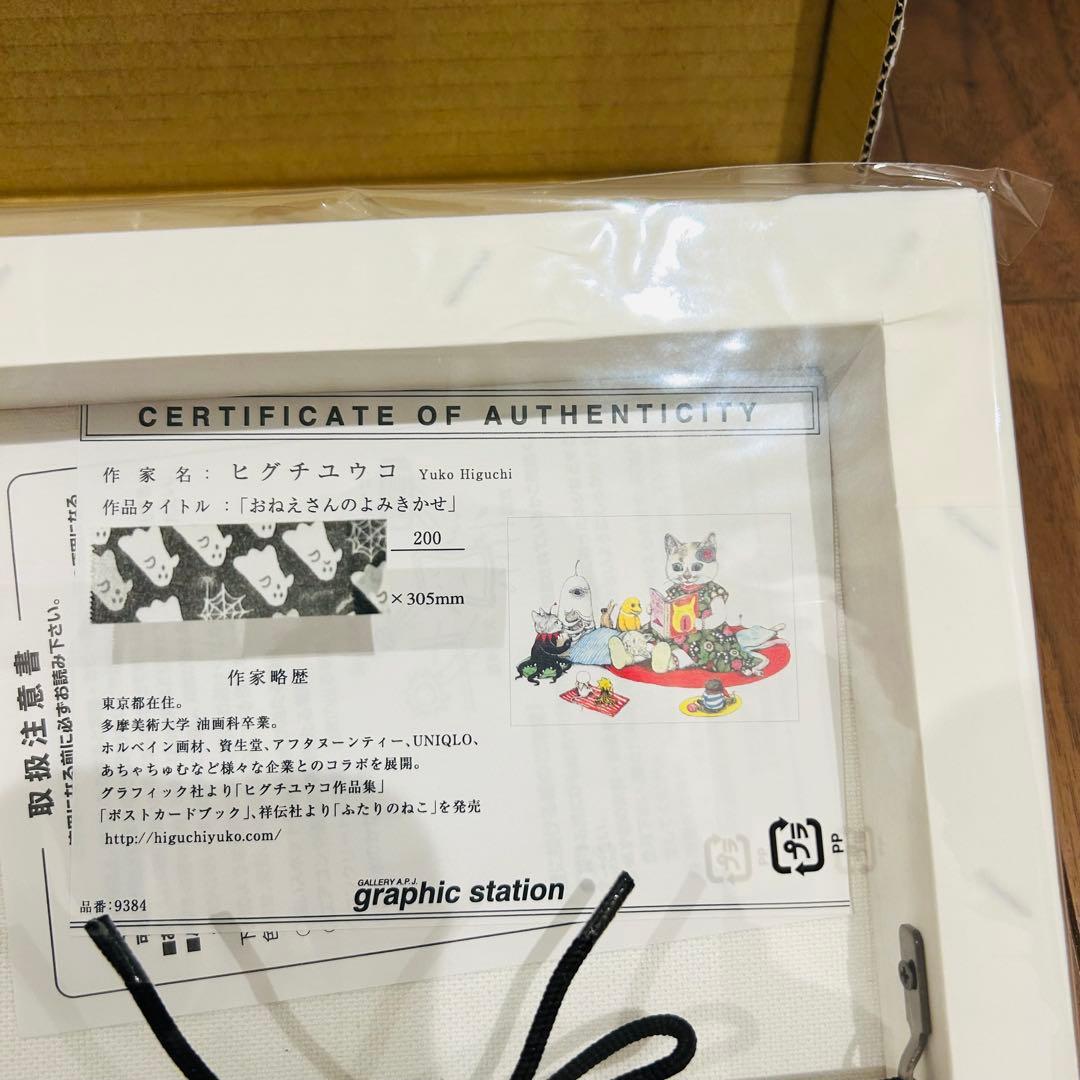 CERTIFICATE OF AUTHENTICITY
作家名：ヒグチユウコ Yuko Higuchi
作品タイトル：「おねえさんのよみきかせ」
200
×305mm
作家略歴
東京都在住。
多摩美術大学 油画科卒業。
ホルベイン画材、資生堂、アフタヌーンティー、UNIQLO、
あちゃちゅむなど様々な企業とのコラボを展開。
グラフィック社より「ヒグチユウコ作品集」
「ポストカードブック」、祥伝社より「ふたりのねこ」を発売
http://higuchiyuko.com/
GALLERY A.P.J.
graphic station
品番：9384
プラ
PP
取扱注意書
になる前に必ずお読み下さい。